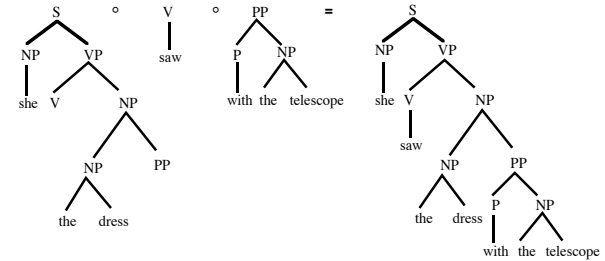 S ° V ° PP = S
NP VP saw P NP NP VP
she V NP with the telescope she V NP
saw
NP PP NP PP
the dress the dress P NP
with the telescope